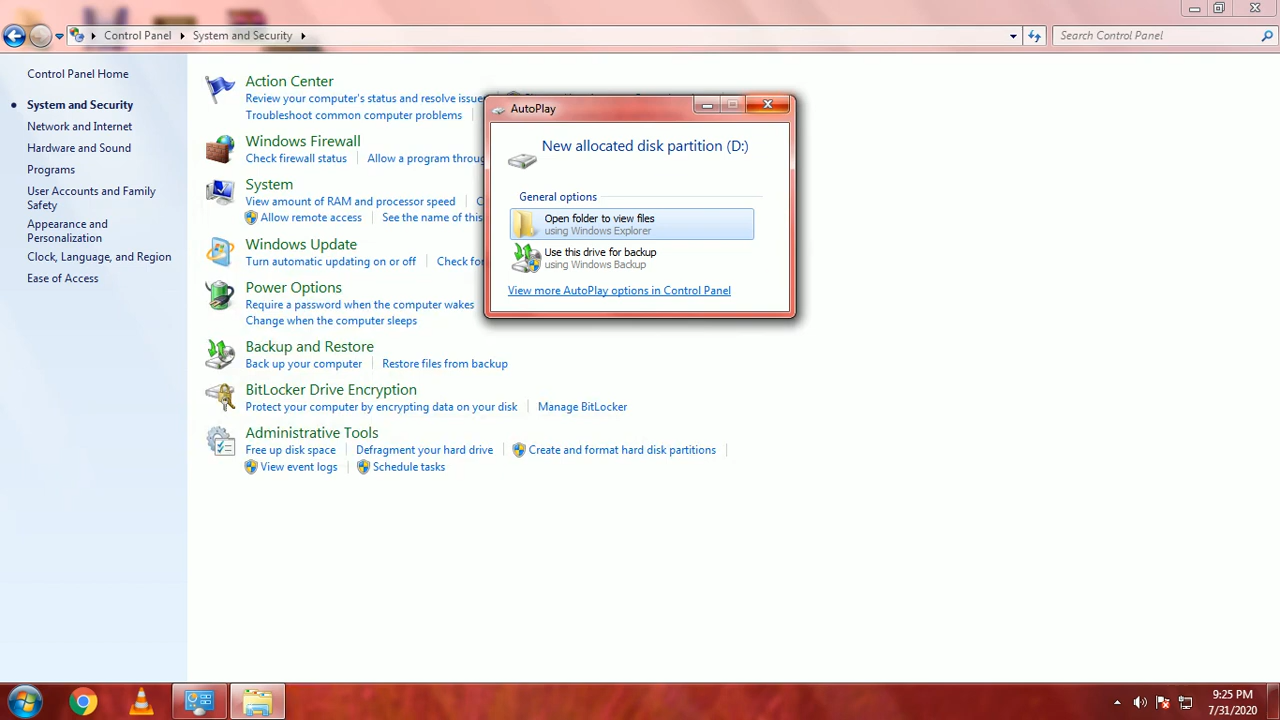 Control Panel System and Security
Search Control Panel
Control Panel Home
System and Security
Network and Internet
Hardware and Sound
Programs
User Accounts and Family
Safety
Appearance and
Personalization
Clock, Language, and Region
Ease of Access
Action Center
Review your computer's status and resolve issue
Troubleshoot common computer problems
Windows Firewall
Check firewall status Allow a program throug
System
View amount of RAM and processor speed C
Allow remote access See the name of this
Windows Update
Turn automatic updating on or off Check for
Power Options
Require a password when the computer wakes
Change when the computer sleeps
Backup and Restore
Back up your computer Restore files from backup
BitLocker Drive Encryption
Protect your computer by encrypting data on your disk Manage BitLocker
Administrative Tools
Free up disk space Defragment your hard drive Create and format hard disk partitions
View event logs Schedule tasks
AutoPlay
New allocated disk partition (D:)
General options
Open folder to view files
using Windows Explorer
Use this drive for backup
using Windows Backup
View more AutoPlay options in Control Panel
9:25 PM
7/31/2020